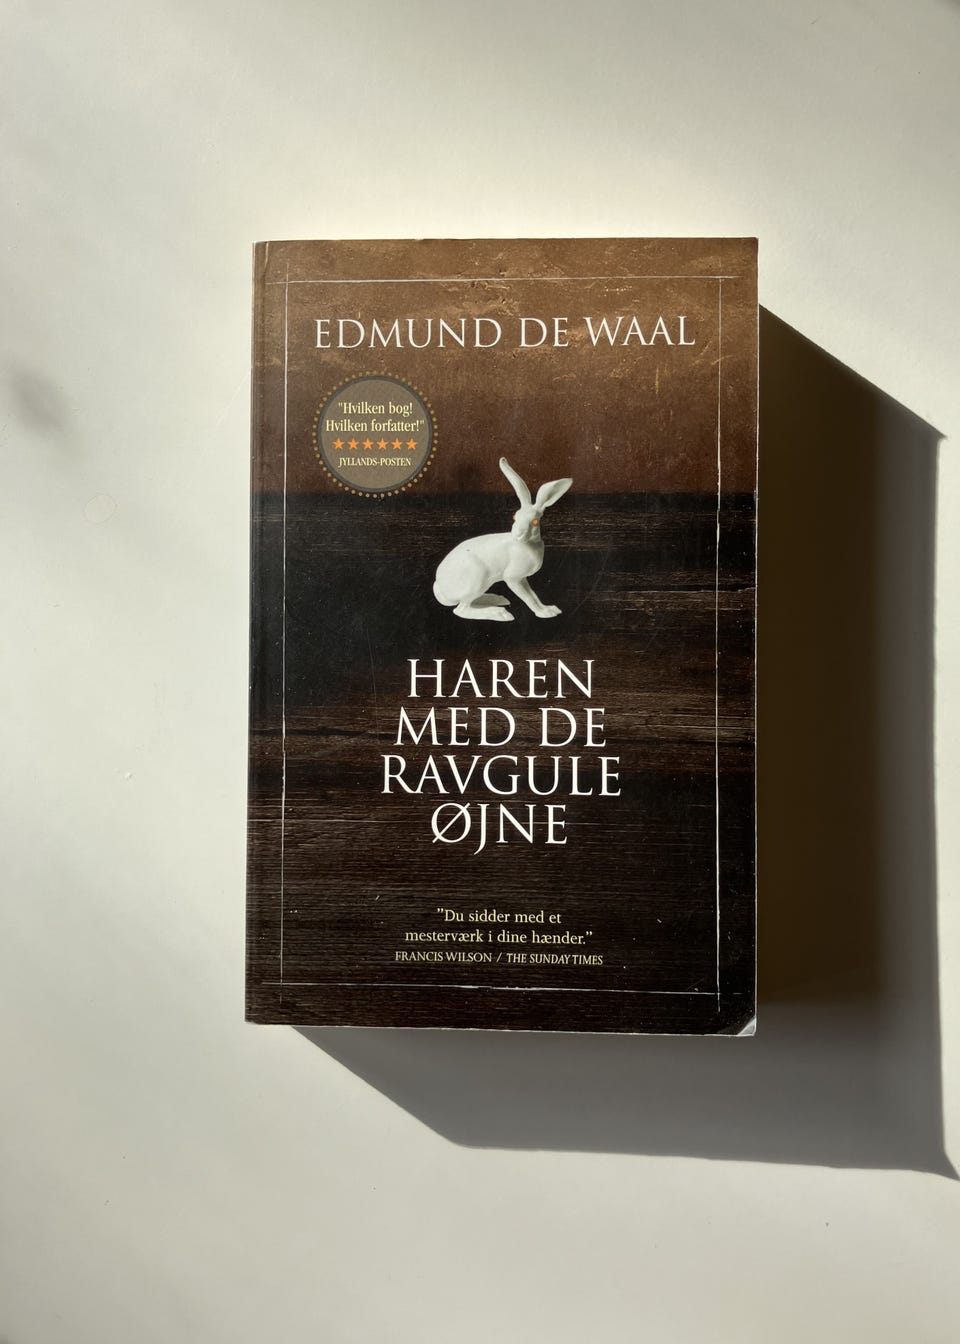 EDMUND DE WAAL
"Hvilken bog!
Hvilken forfatter!"
★★★★★★
JYLLANDS-POSTEN
HAREN
MED DE
RAVGULE
ØJNE
”Du sidder med et
mesterværk i dine hænder.”
FRANCIS WILSON / THE SUNDAY TIMES